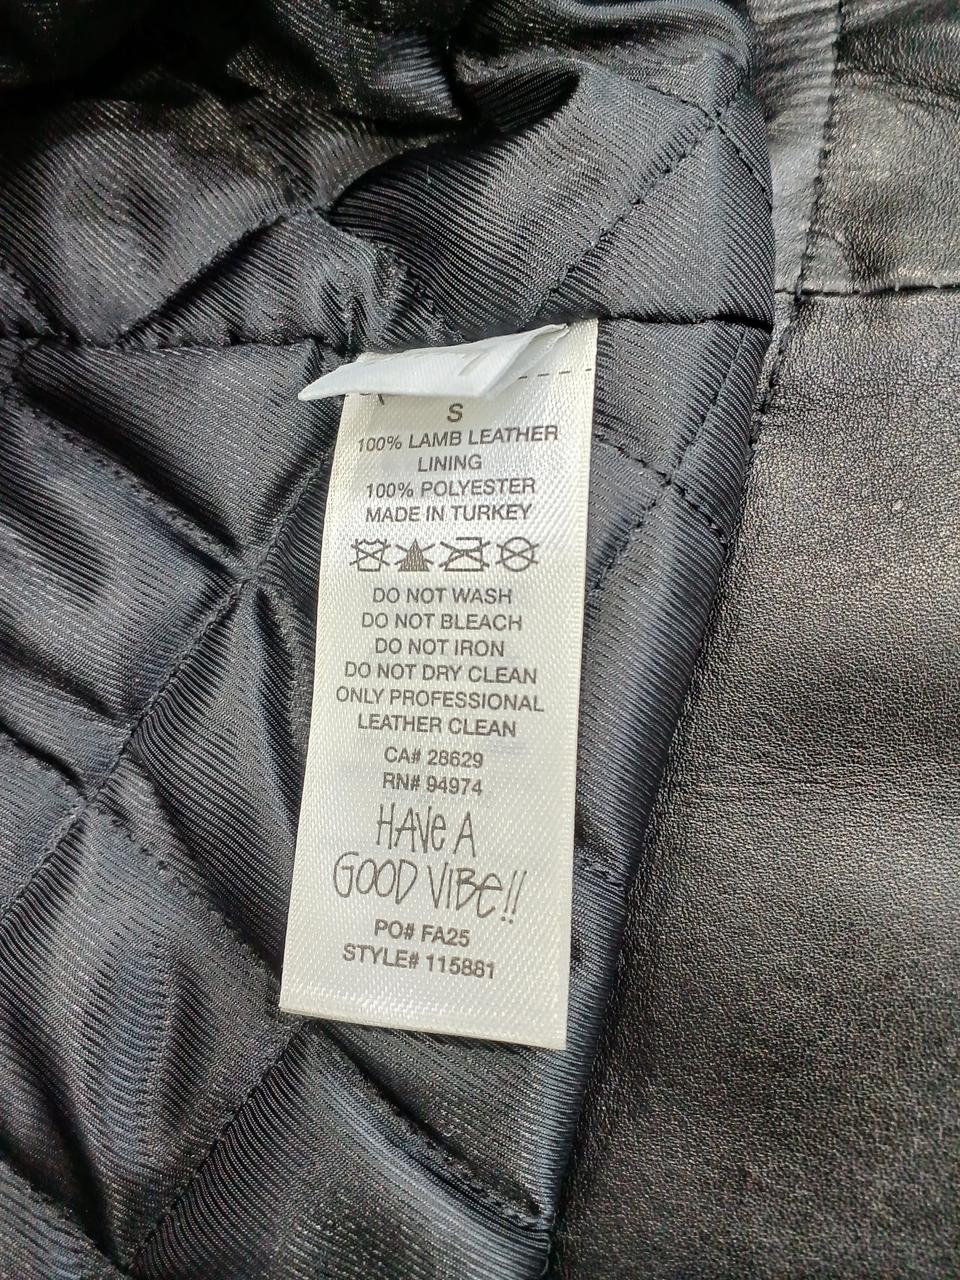 S
100% LAMB LEATHER
LINING
100% POLYESTER
MADE IN TURKEY
DO NOT WASH
DO NOT BLEACH
DO NOT IRON
DO NOT DRY CLEAN
ONLY PROFESSIONAL
LEATHER CLEAN
CA# 28629
RN# 94974
HAVE A
GOOD VIBE!!
PO# FA25
STYLE# 115881